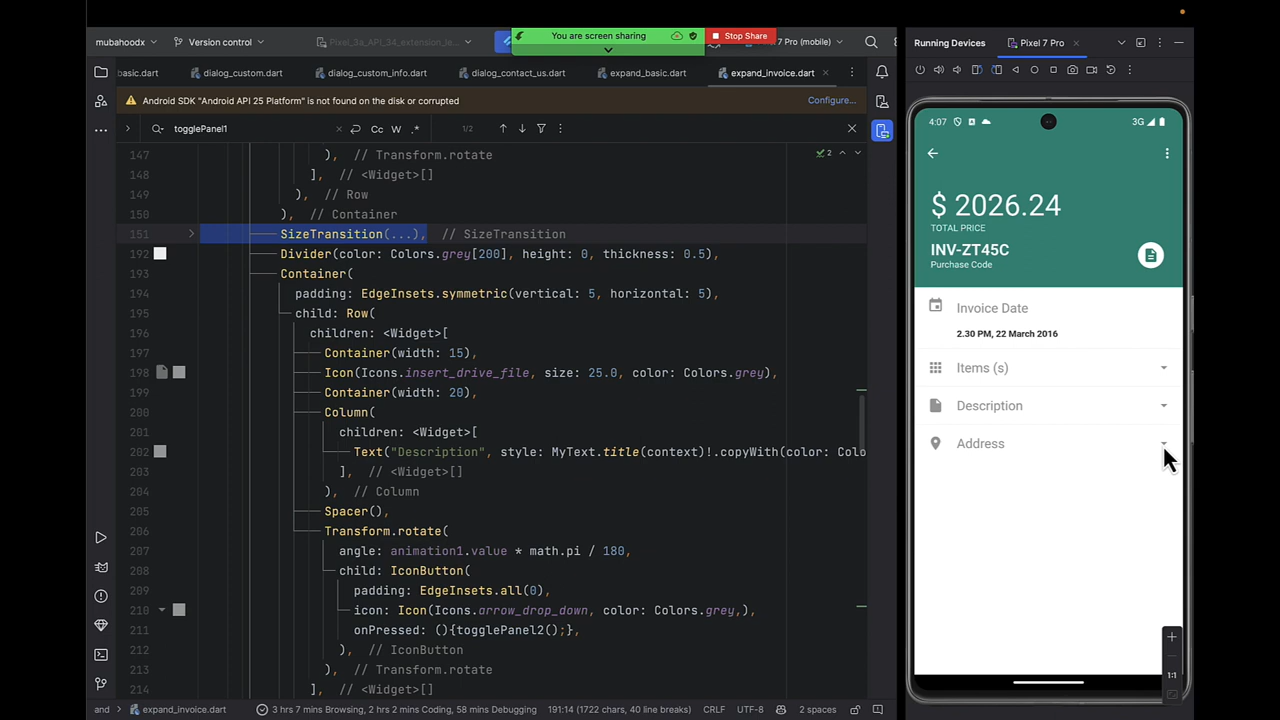 mubahoodx
Version control
Pixel_3a_API_34_extension_le
You are screen sharing
Stop Share
7 Pro (mobile)
Running Devices
Pixel 7 Pro
basic.dart
dialog_custom.dart
dialog_custom_info.dart
dialog_contact_us.dart
expand_basic.dart
expand_invoice.dart
Android SDK "Android API 25 Platform" is not found on the disk or corrupted
Configure...
togglePanel1
Cc W .*
1/2
2
147 ), // Transform.rotate
148 ], // <Widget>[]
149 ), // Row
150 ), // Container
151 SizeTransition(...), // SizeTransition
192 Divider(color: Colors.grey[200], height: 0, thickness: 0.5),
193 Container(
194 padding: EdgeInsets.symmetric(vertical: 5, horizontal: 5),
195 child: Row(
196 children: <Widget>[
197 Container(width: 15),
198 Icon(Icons.insert_drive_file, size: 25.0, color: Colors.grey),
199 Container(width: 20),
200 Column(
201 children: <Widget>[
202 Text("Description", style: MyText.title(context)!.copyWith(color: Colo
203 ], // <Widget>[]
204 ), // Column
205 Spacer(),
206 Transform.rotate(
207 angle: animation1.value * math.pi / 180,
208 child: IconButton(
209 padding: EdgeInsets.all(0),
210 icon: Icon(Icons.arrow_drop_down, color: Colors.grey,),
211 onPressed: (){togglePanel2();},
212 ), // IconButton
213 ), // Transform.rotate
214 ], // <Widget>[]
and
expand_invoice.dart
3 hrs 7 mins Browsing, 2 hrs 2 mins Coding, 58 mins Debugging
191:14 (1722 chars, 40 line breaks)
CRLF
UTF-8
2 spaces
4:07
3G
$ 2026.24
TOTAL PRICE
INV-ZT45C
Purchase Code
Invoice Date
2.30 PM, 22 March 2016
Items (s)
Description
Address
1:1